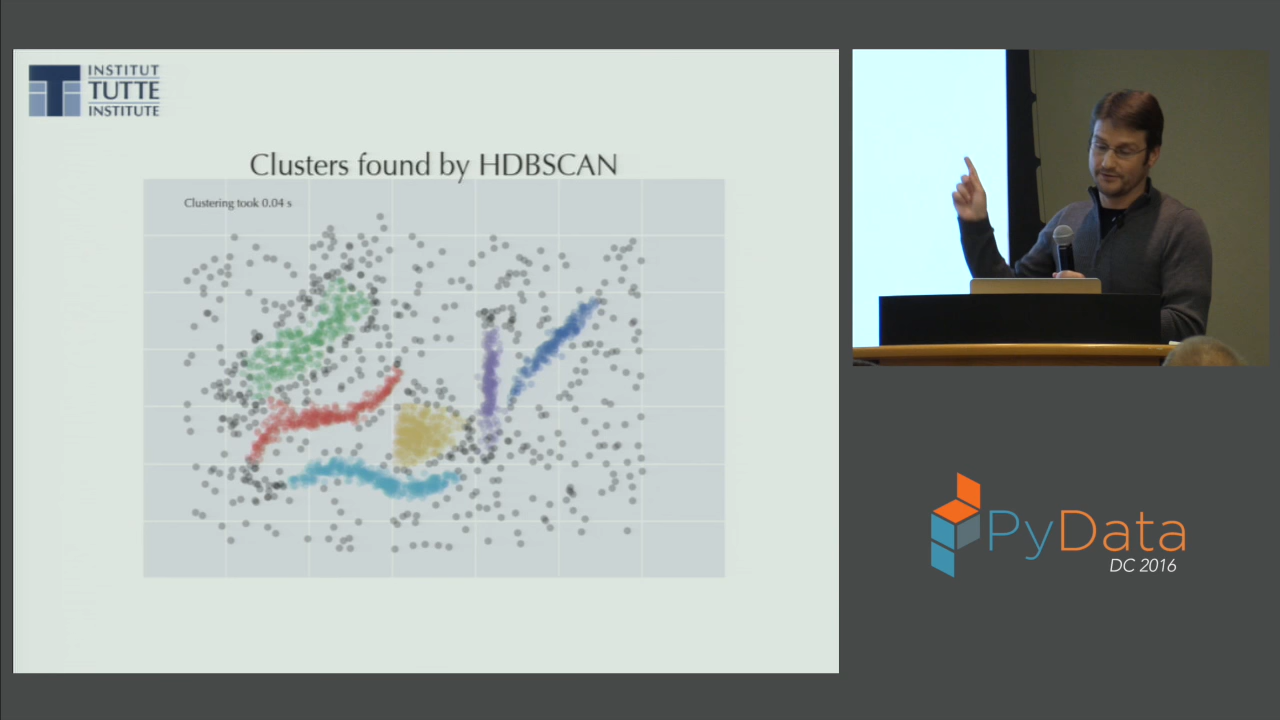 INSTITUT
TUTTE
INSTITUTE
Clusters found by HDBSCAN
Clustering took 0.04 s
PyData
DC 2016